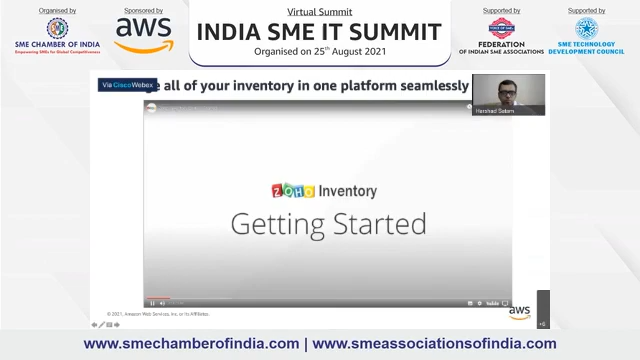 Organised by
SME CHAMBER OF INDIA
Empowering SMEs for Global Competitiveness
Sponsored by
aws
Virtual Summit
INDIA SME IT SUMMIT
Organised on 25th August 2021
Supported by
FEDERATION
OF INDIAN SME ASSOCIATIONS
Supported by
SME TECHNOLOGY
DEVELOPMENT COUNCIL
Via Cisco Webex
ge all of your inventory in one platform seamlessly
ZOHO Inventory
Getting Started
© 2021, Amazon Web Services, Inc. or its Affiliates.
aws
www.smechamberofindia.com | www.smeassociationsofindia.com